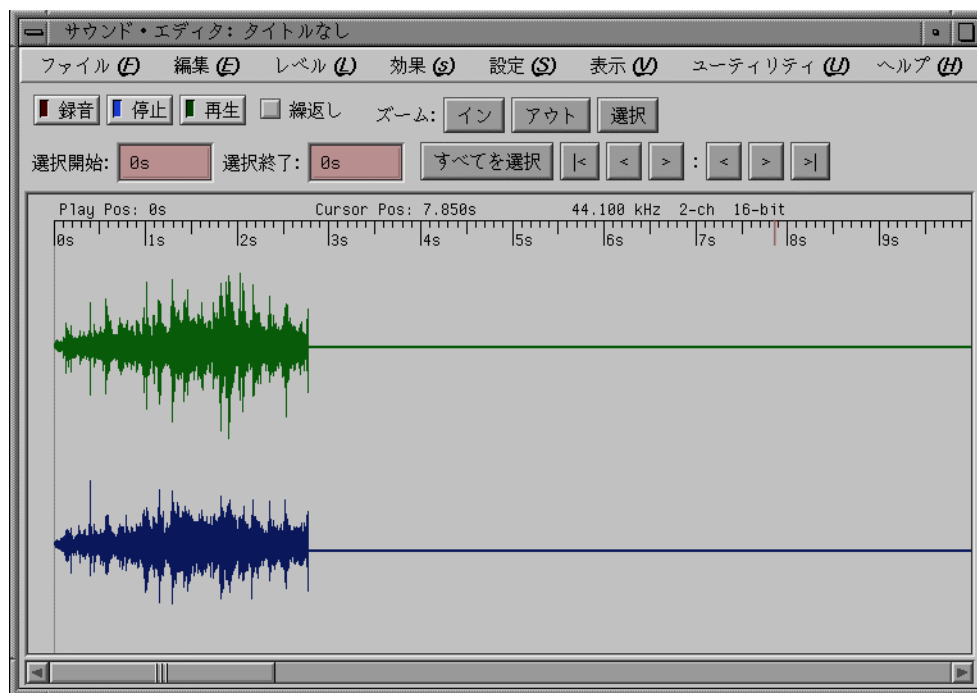 サウンド・エディタ: タイトルなし
ファイル(F) 編集(E) レベル(L) 効果(s) 設定(S) 表示(V) ユーティリティ(U) ヘルプ(H)
録音 停止 再生 繰返し ズーム: イン アウト 選択
選択開始: 0s 選択終了: 0s すべてを選択 |< < > : < > >|
Play Pos: 0s Cursor Pos: 7.850s 44.100 kHz 2-ch 16-bit
0s 1s 2s 3s 4s 5s 6s 7s 8s 9s